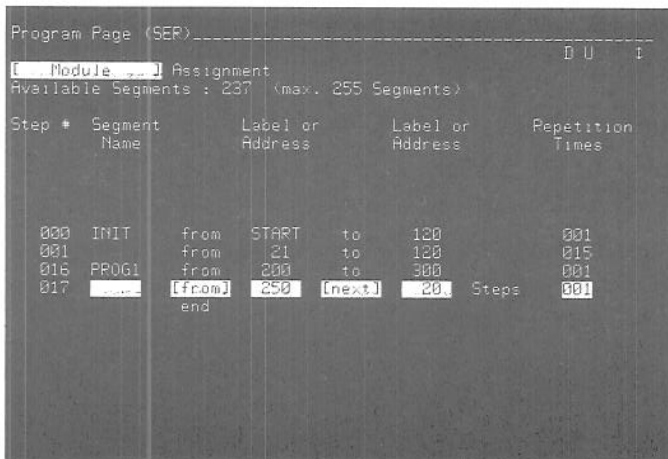 Program Page (SER)
D U ↕
[ Module ] Assignment
Available Segments : 237 (max. 255 Segments)
Step # Segment Label or Label or Repetition
Name Address Address Times
000 INIT from START to 120 001
001 from 21 to 120 015
016 PROG1 from 200 to 300 001
017 [from] 250 [next] 20 Steps 001
end